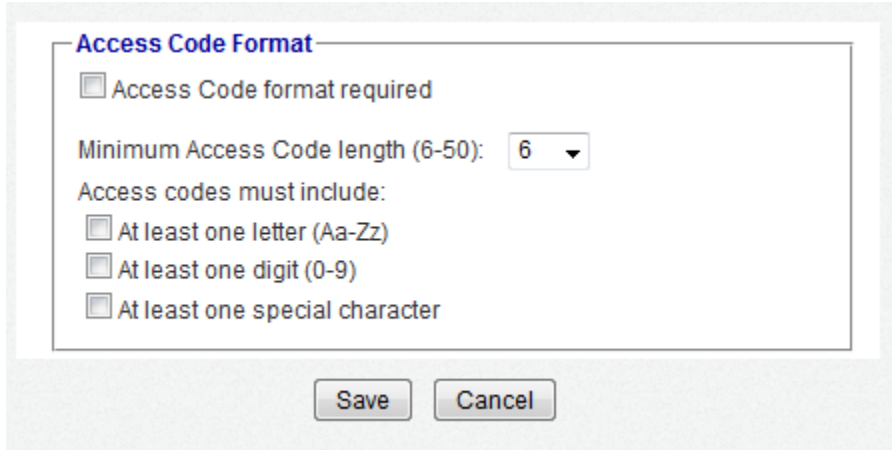 Access Code Format
Access Code format required
Minimum Access Code length (6-50): 6
Access codes must include:
At least one letter (Aa-Zz)
At least one digit (0-9)
At least one special character
Save Cancel